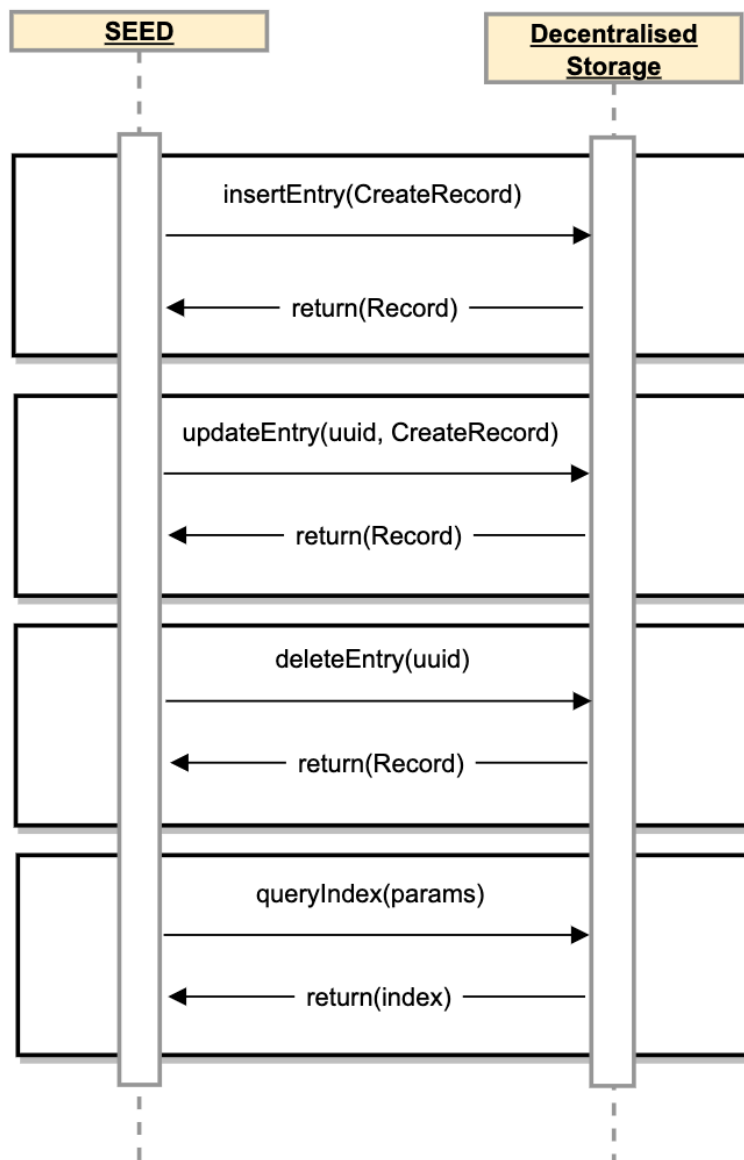 SEED
Decentralised
Storage
insertEntry(CreateRecord)
return(Record)
updateEntry(uuid, CreateRecord)
return(Record)
deleteEntry(uuid)
return(Record)
queryIndex(params)
return(index)